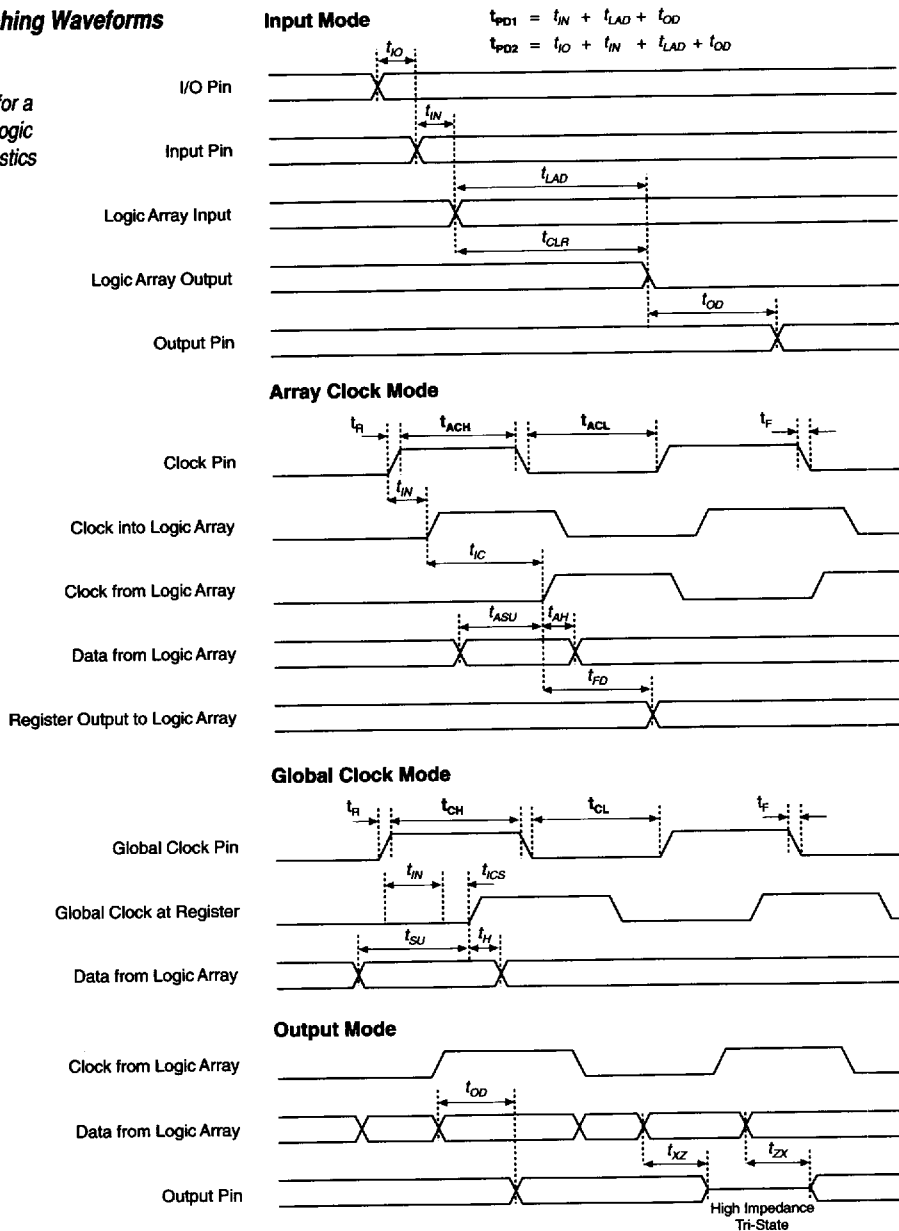 hing Waveforms
for a
ogic
stics
Input Mode
tPD1 = tIN + tLAD + tOD
tPD2 = tIO + tIN + tLAD + tOD
tIO
I/O Pin
tIN
Input Pin
tLAD
Logic Array Input
tCLR
Logic Array Output
tOD
Output Pin
Array Clock Mode
tR tACH tACL tF
Clock Pin
tIN
Clock into Logic Array
tIC
Clock from Logic Array
tASU tAH
Data from Logic Array
tFD
Register Output to Logic Array
Global Clock Mode
tR tCH tCL tF
Global Clock Pin
tIN tICS
Global Clock at Register
tSU tH
Data from Logic Array
Output Mode
Clock from Logic Array
tOD
Data from Logic Array
tXZ tZX
Output Pin
High Impedance
Tri-State